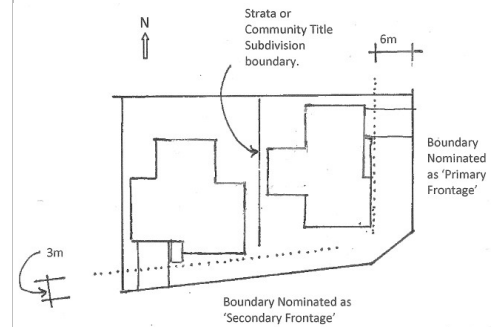 N
Strata or
Community Title
Subdivision
boundary.
6m
Boundary
Nominated
as ‘Primary
Frontage’
3m
Boundary Nominated as
‘Secondary Frontage’